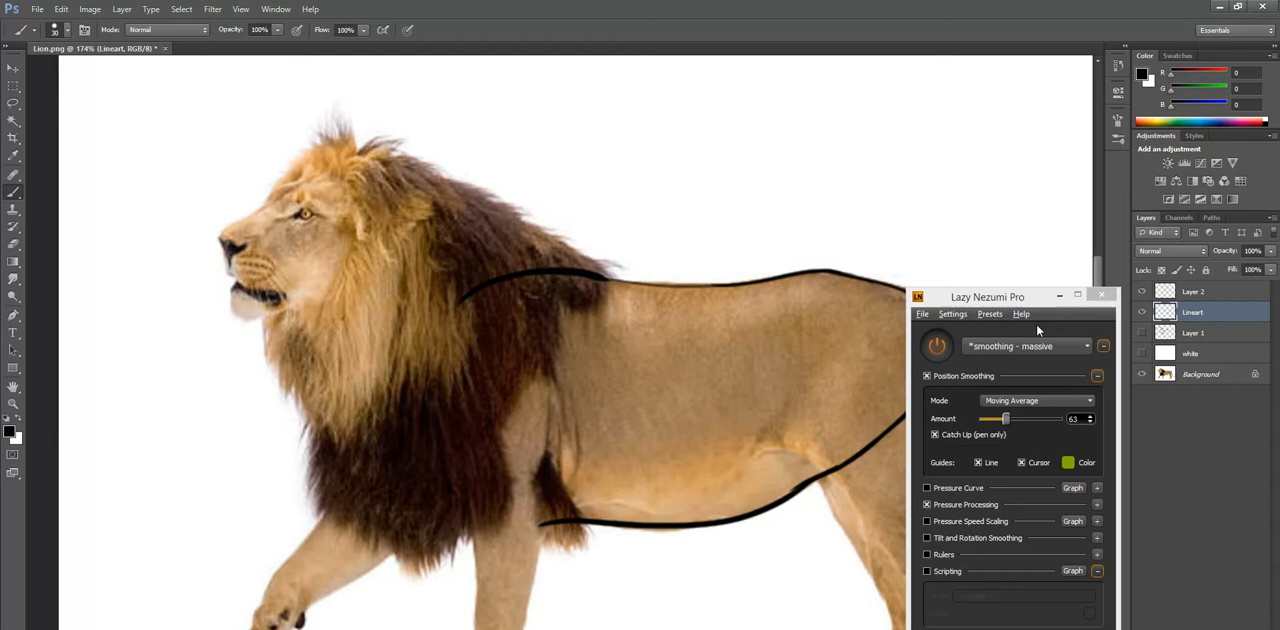 Ps File Edit Image Layer Type Select Filter 3D View Window Help
30 Mode: Normal Opacity: 100% Flow: 100% Essentials
Lion.png @ 174% (Lineart, RGB/8) * ×
Color Swatches
R 0
G 0
B 0
Adjustments Styles
Add an adjustment
Layers Channels Paths
Kind
Normal Opacity: 100%
Lock: Fill: 100%
Layer 2
Lineart
Layer 1
white
Background
LN Lazy Nezumi Pro
File Settings Presets Help
*smoothing - massive
Position Smoothing
Mode Moving Average
Amount 63
Catch Up (pen only)
Guides: Line Cursor Color
Pressure Curve Graph
Pressure Processing
Pressure Speed Scaling Graph
Tilt and Rotation Smoothing
Rulers
Scripting Graph